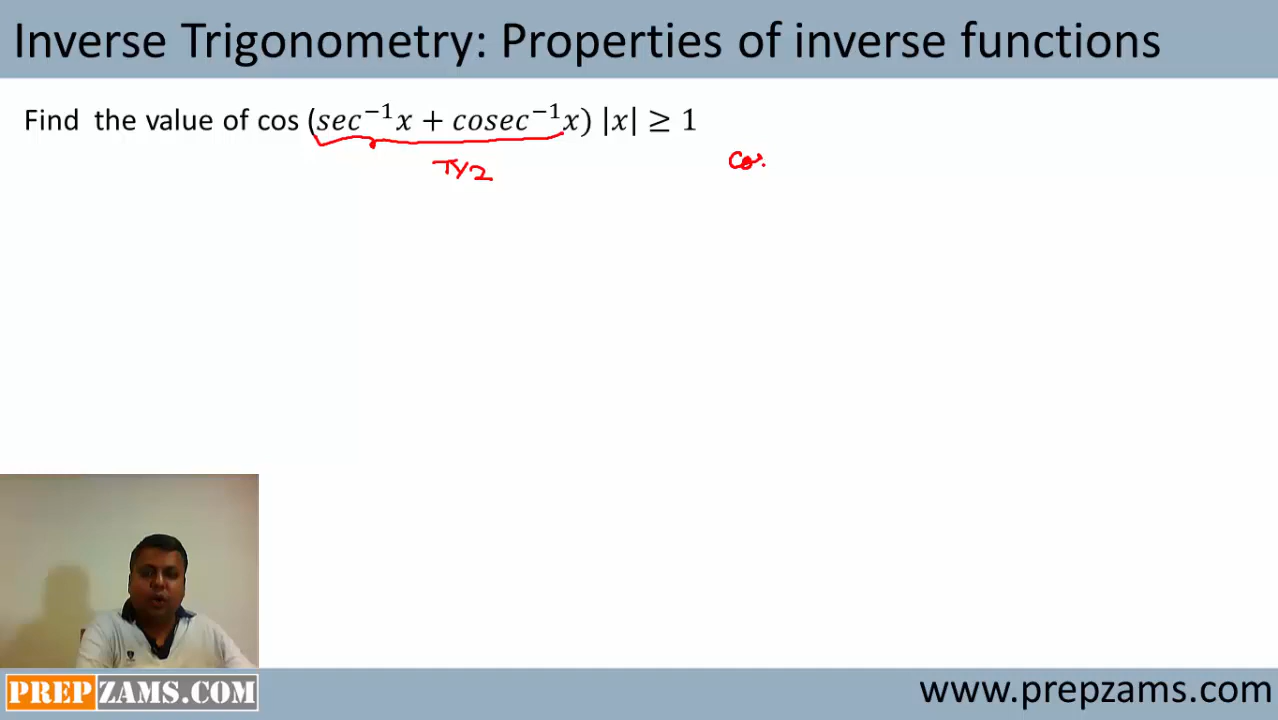 Inverse Trigonometry: Properties of inverse functions
Find the value of cos (sec⁻¹x + cosec⁻¹x) |x| ≥ 1
π/2
Cos
PREPZAMS.COM
www.prepzams.com